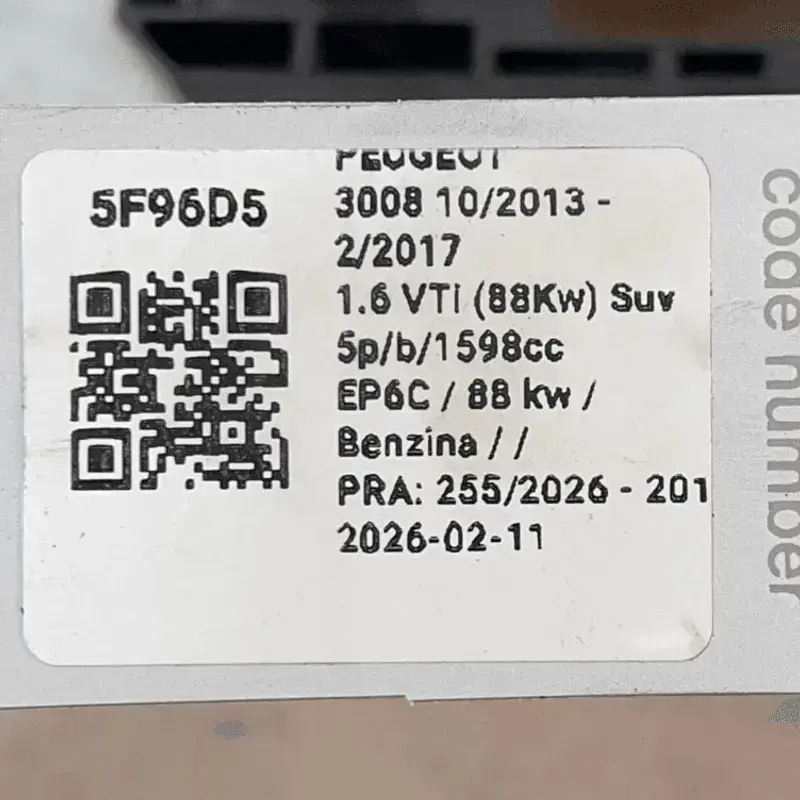 5F96D5
PEUGEOT
3008 10/2013 -
2/2017
1.6 VTi (88Kw) Suv
5p/b/1598cc
EP6C / 88 kw /
Benzina / /
PRA: 255/2026 - 201
2026-02-11
code number